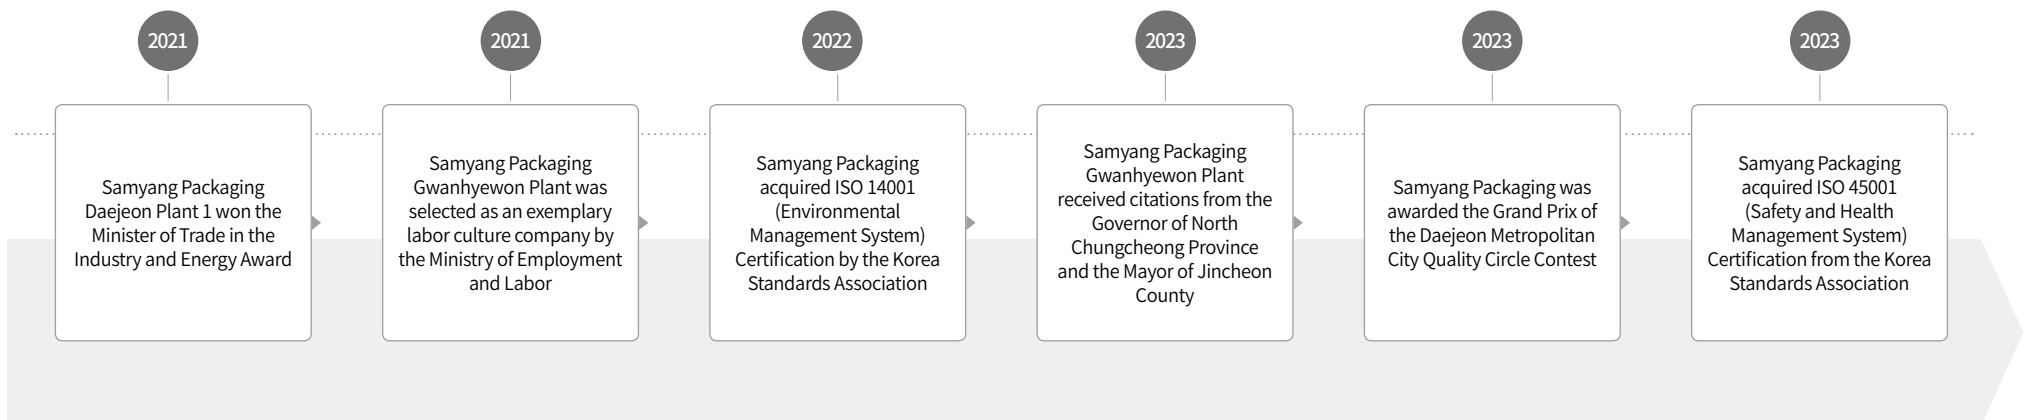 2021
Samyang Packaging
Daejeon Plant 1 won the
Minister of Trade in the
Industry and Energy Award
2021
Samyang Packaging
Gwanhyewon Plant was
selected as an exemplary
labor culture company by
the Ministry of Employment
and Labor
2022
Samyang Packaging
acquired ISO 14001
(Environmental
Management System)
Certification by the Korea
Standards Association
2023
Samyang Packaging
Gwanhyewon Plant
received citations from the
Governor of North
Chungcheong Province
and the Mayor of Jincheon
County
2023
Samyang Packaging was
awarded the Grand Prix of
the Daejeon Metropolitan
City Quality Circle Contest
2023
Samyang Packaging
acquired ISO 45001
(Safety and Health
Management System)
Certification from the Korea
Standards Association